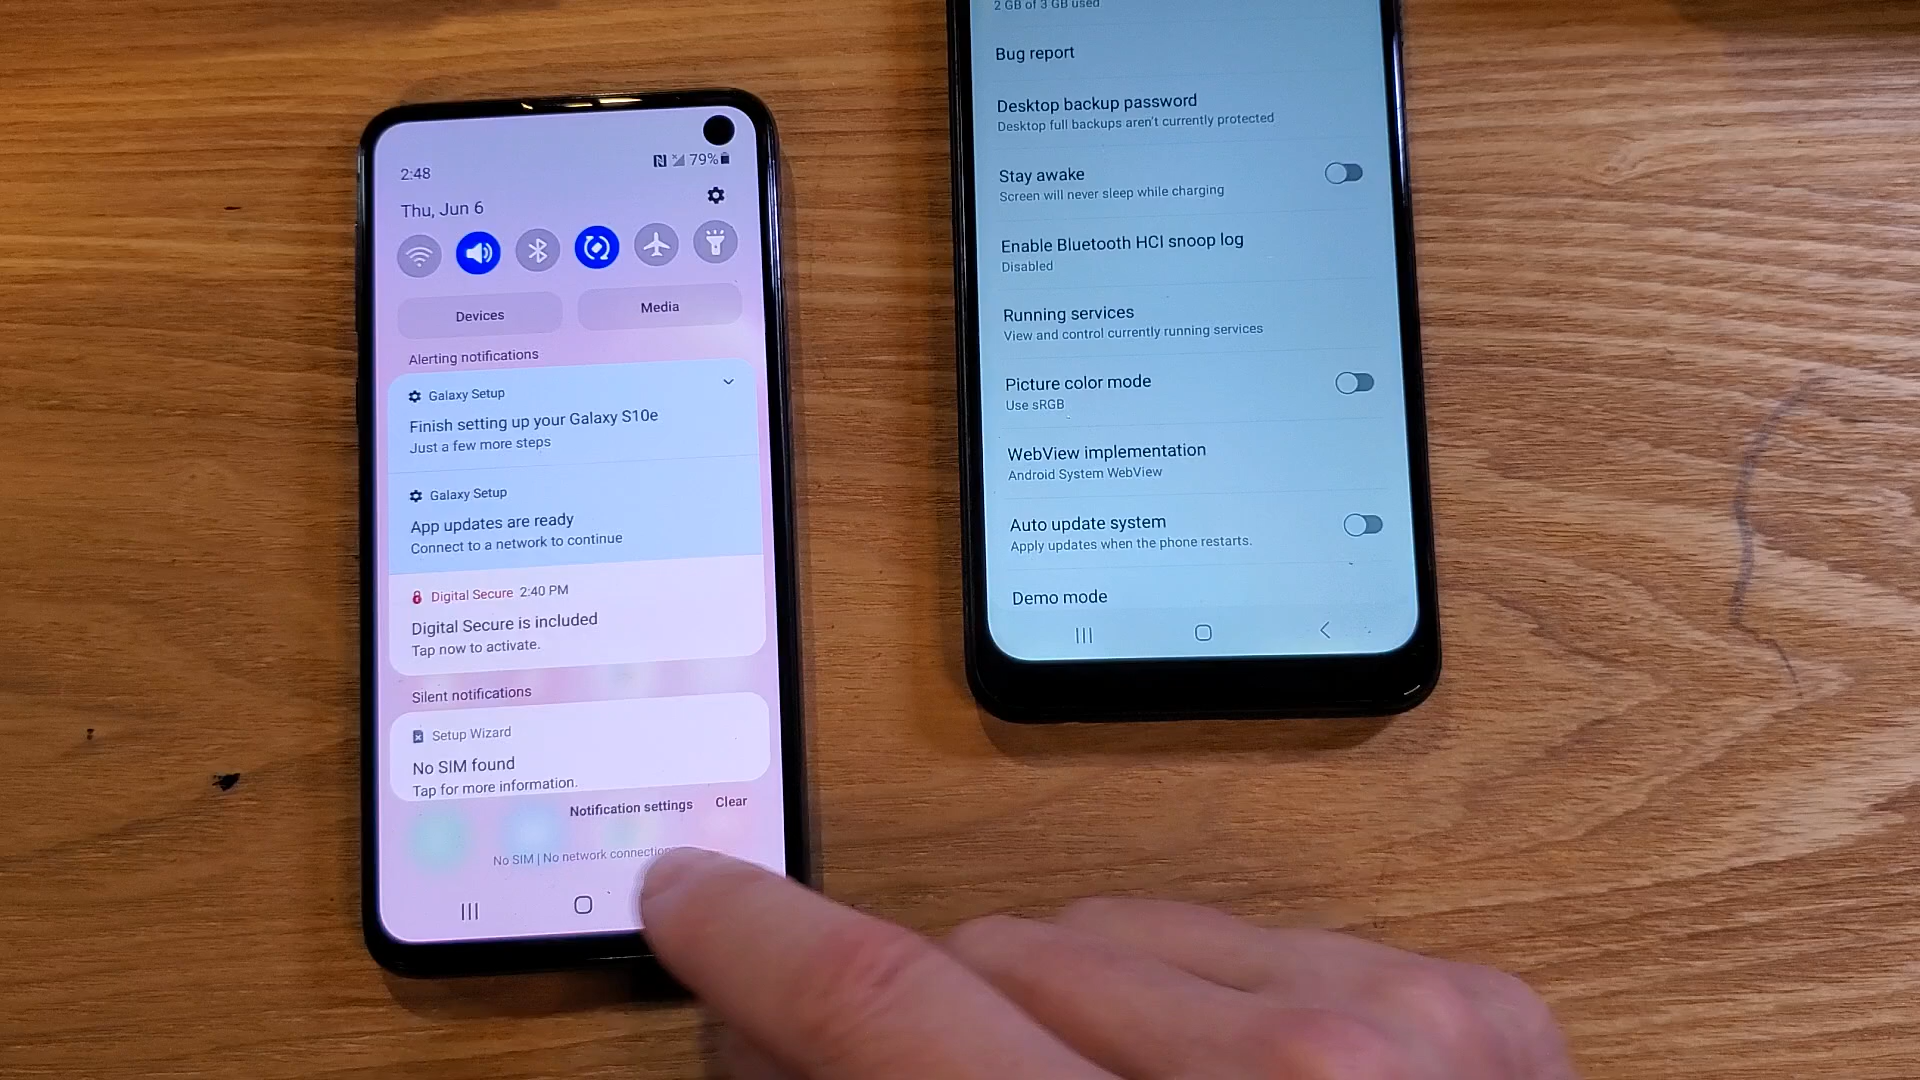 2:48
79%
Thu, Jun 6
Devices
Media
Alerting notifications
Galaxy Setup
Finish setting up your Galaxy S10e
Just a few more steps
Galaxy Setup
App updates are ready
Connect to a network to continue
Digital Secure 2:40 PM
Digital Secure is included
Tap now to activate.
Silent notifications
Setup Wizard
No SIM found
Tap for more information.
Notification settings
Clear
No SIM | No network connection
2 GB of 3 GB used
Bug report
Desktop backup password
Desktop full backups aren't currently protected
Stay awake
Screen will never sleep while charging
Enable Bluetooth HCI snoop log
Disabled
Running services
View and control currently running services
Picture color mode
Use sRGB
WebView implementation
Android System WebView
Auto update system
Apply updates when the phone restarts.
Demo mode